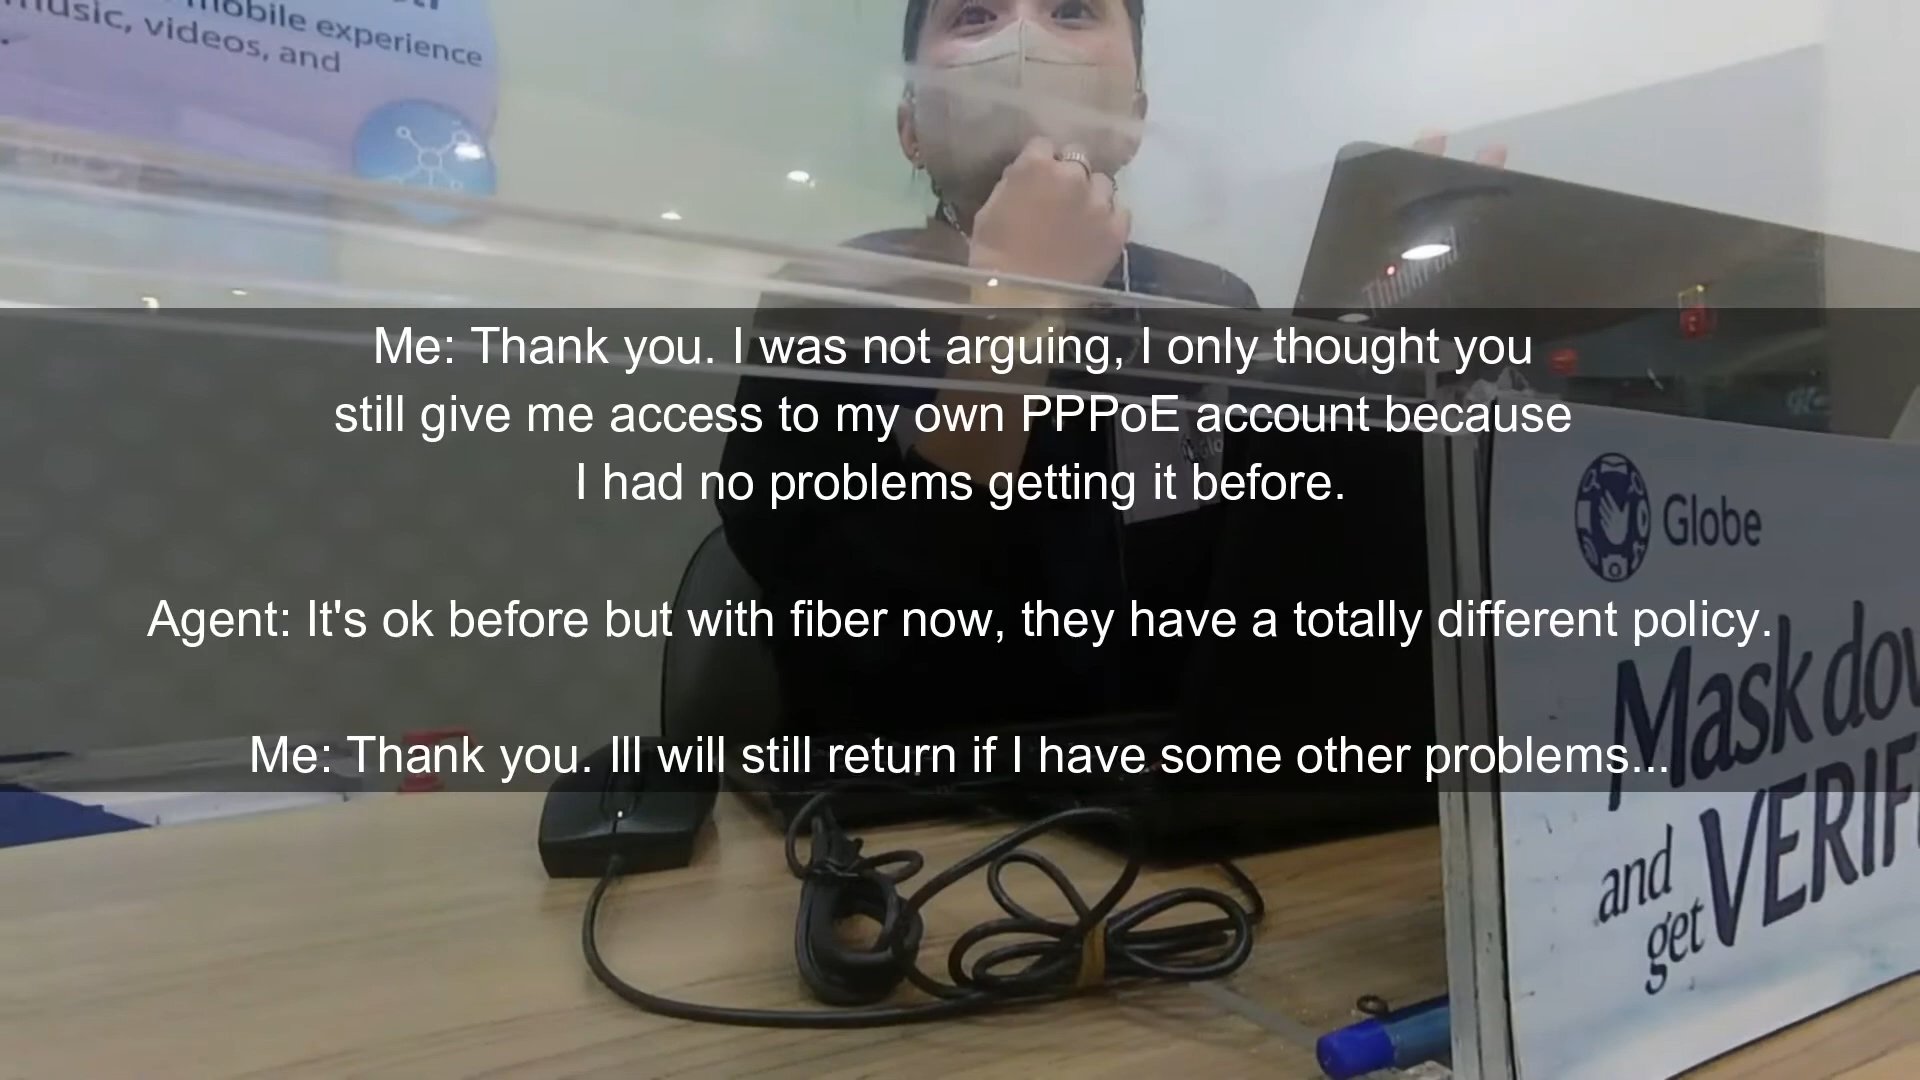 mobile experience
music, videos, and
ThinkPad
Me: Thank you. I was not arguing, I only thought you
still give me access to my own PPPoE account because
I had no problems getting it before.
Agent: It's ok before but with fiber now, they have a totally different policy.
Me: Thank you. Ill will still return if I have some other problems...
Globe
Mask
and
get